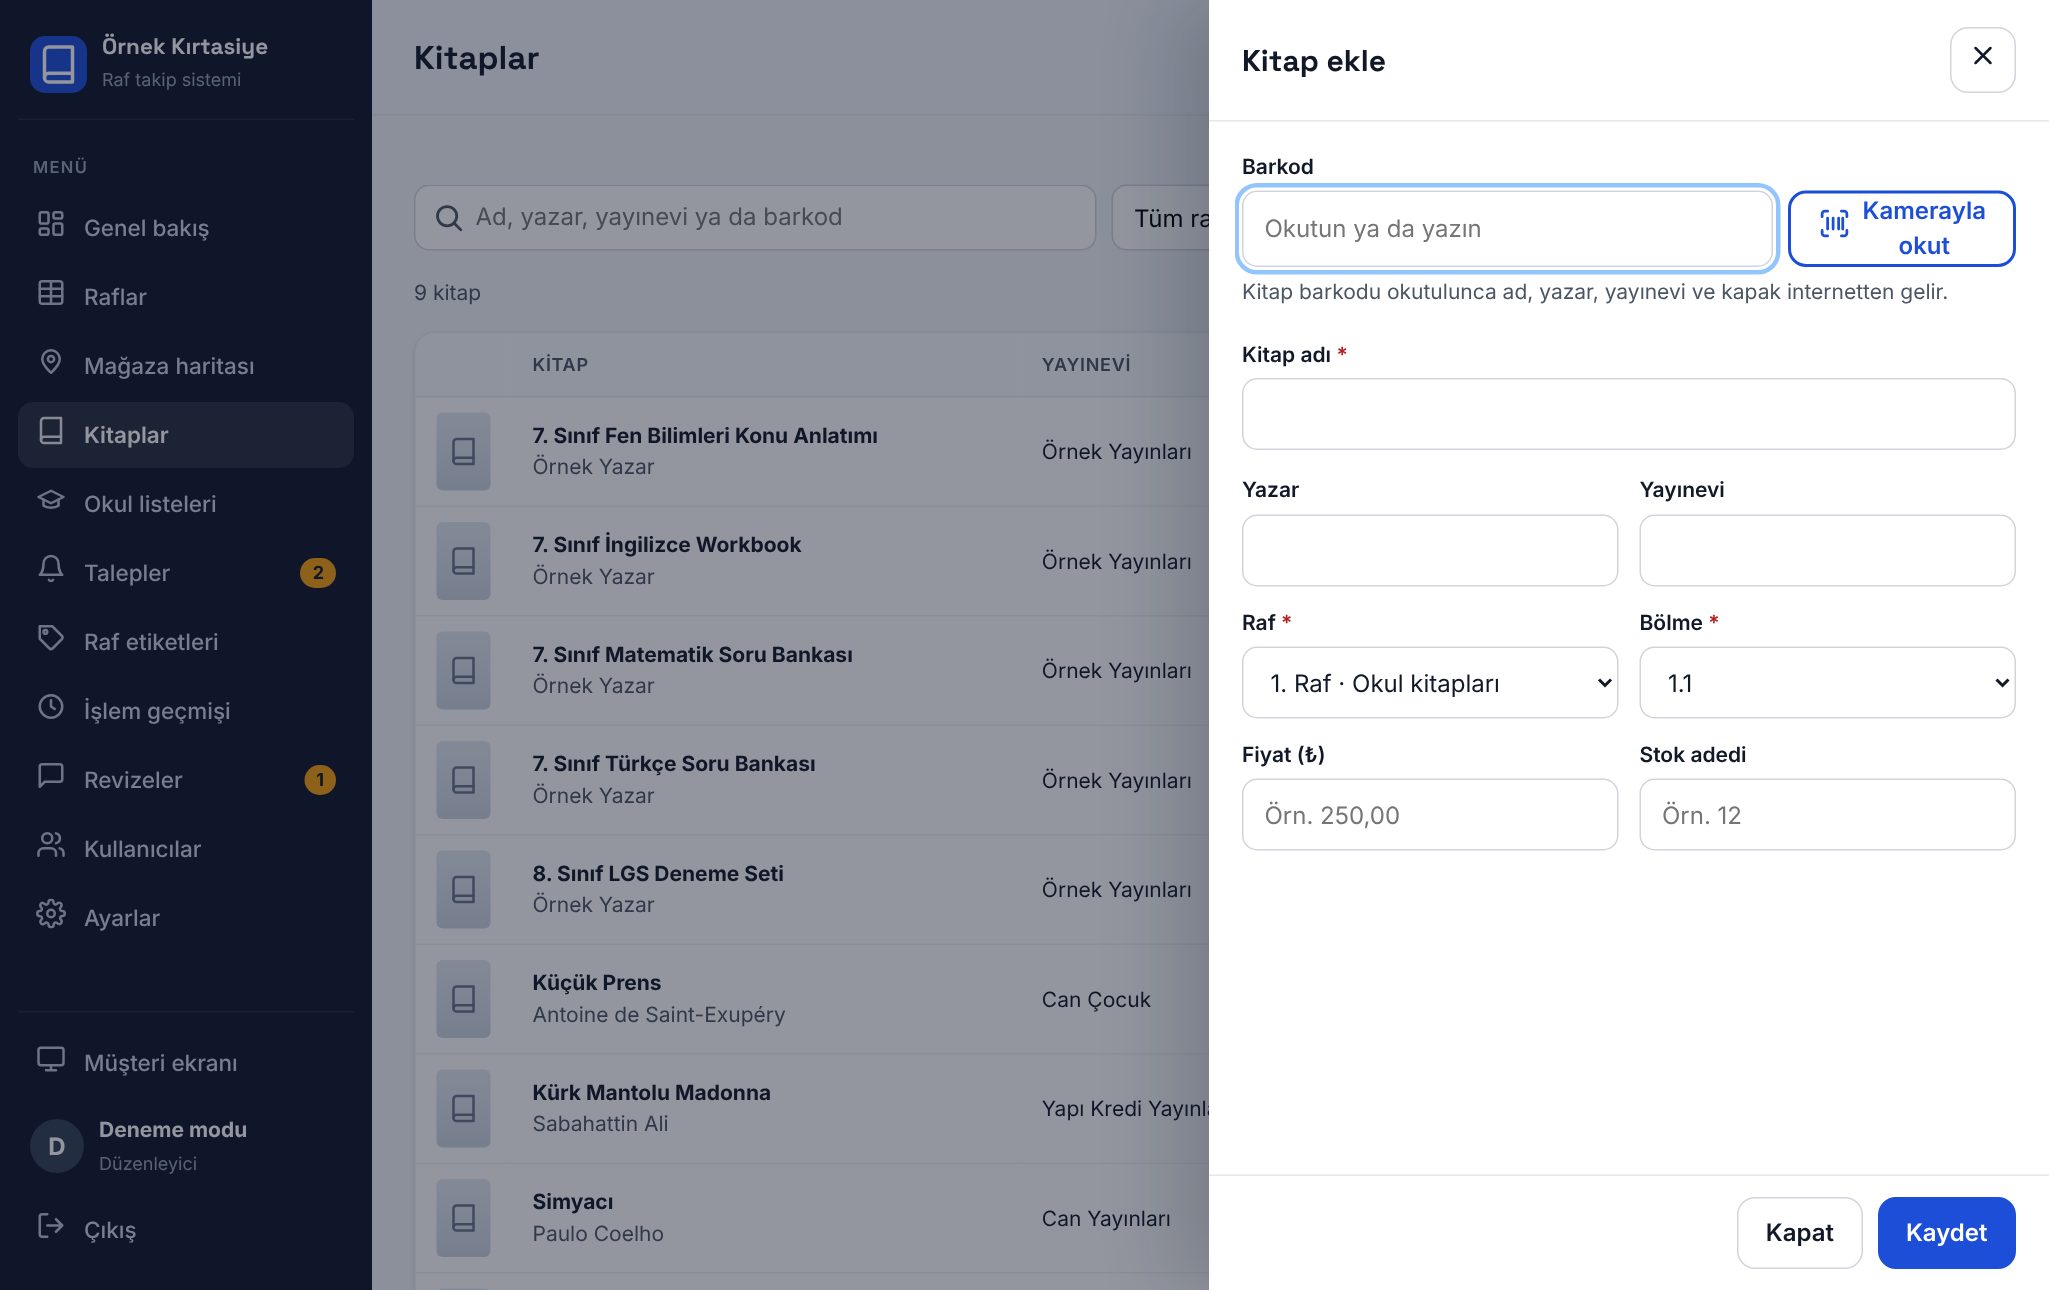 Örnek Kırtasiye
Raf takip sistemi
MENÜ
Genel bakış
Raflar
Mağaza haritası
Kitaplar
Okul listeleri
Talepler 2
Raf etiketleri
İşlem geçmişi
Revizeler 1
Kullanıcılar
Ayarlar
Müşteri ekranı
D
Deneme modu
Düzenleyici
Çıkış
Kitaplar
Ad, yazar, yayınevi ya da barkod
Tüm ra
9 kitap
KİTAP YAYINEVİ
7. Sınıf Fen Bilimleri Konu Anlatımı
Örnek Yazar
Örnek Yayınları
7. Sınıf İngilizce Workbook
Örnek Yazar
Örnek Yayınları
7. Sınıf Matematik Soru Bankası
Örnek Yazar
Örnek Yayınları
7. Sınıf Türkçe Soru Bankası
Örnek Yazar
Örnek Yayınları
8. Sınıf LGS Deneme Seti
Örnek Yazar
Örnek Yayınları
Küçük Prens
Antoine de Saint-Exupéry
Can Çocuk
Kürk Mantolu Madonna
Sabahattin Ali
Yapı Kredi Yayınla
Simyacı
Paulo Coelho
Can Yayınları
Kitap ekle
Barkod
Okutun ya da yazın
Kamerayla
okut
Kitap barkodu okutulunca ad, yazar, yayınevi ve kapak internetten gelir.
Kitap adı *
Yazar Yayınevi
Raf * Bölme *
1. Raf · Okul kitapları 1.1
Fiyat (₺) Stok adedi
Örn. 250,00 Örn. 12
Kapat Kaydet